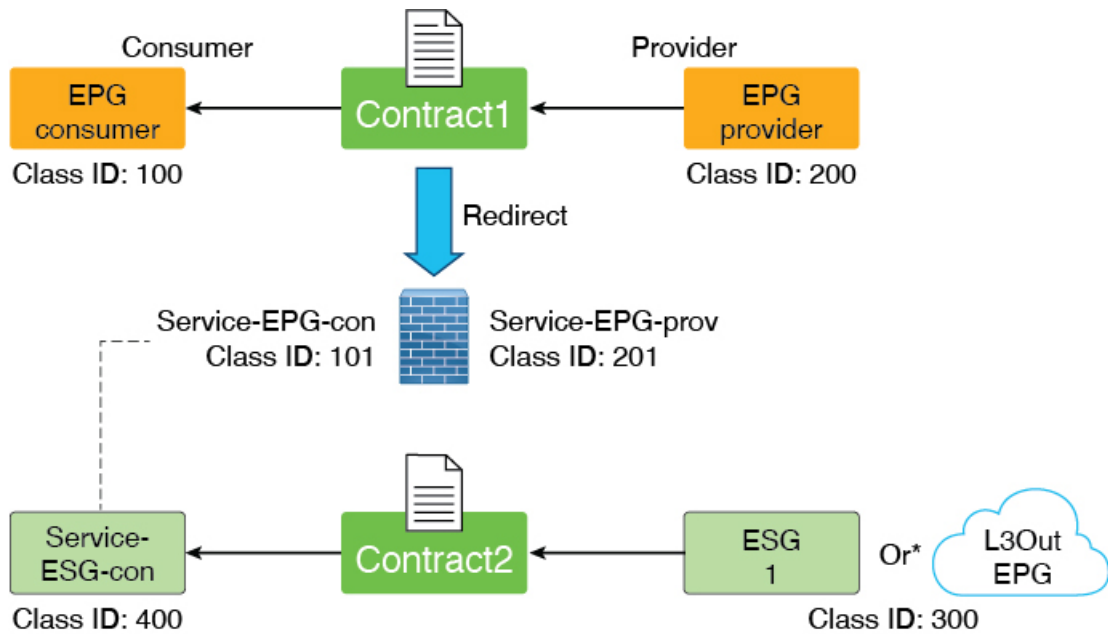 Consumer
Provider
EPG
consumer
Contract1
EPG
provider
Class ID: 100
Class ID: 200
Redirect
Service-EPG-con
Class ID: 101
Service-EPG-prov
Class ID: 201
Service-
ESG-con
Contract2
ESG
1
Or*
L3Out
EPG
Class ID: 400
Class ID: 300